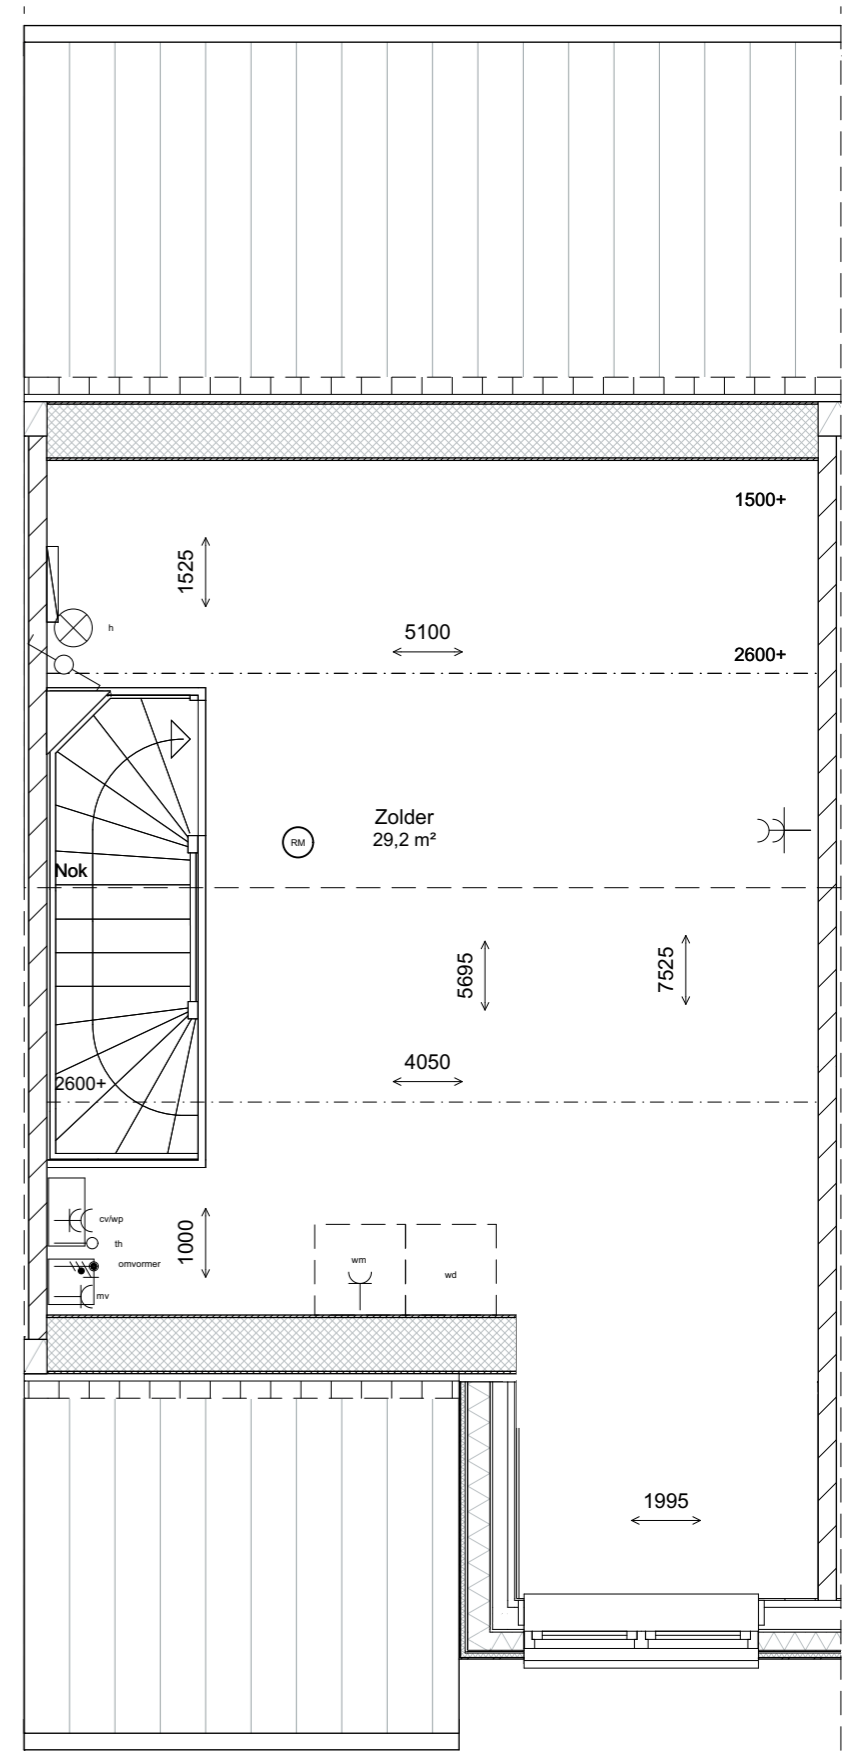 1500+
1525
h
5100
2600+
Zolder
29,2 m²
RM
Nok
5695
7525
4050
2600+
cv/wp
th
omvormer
mv
1000
wm
wd
1995